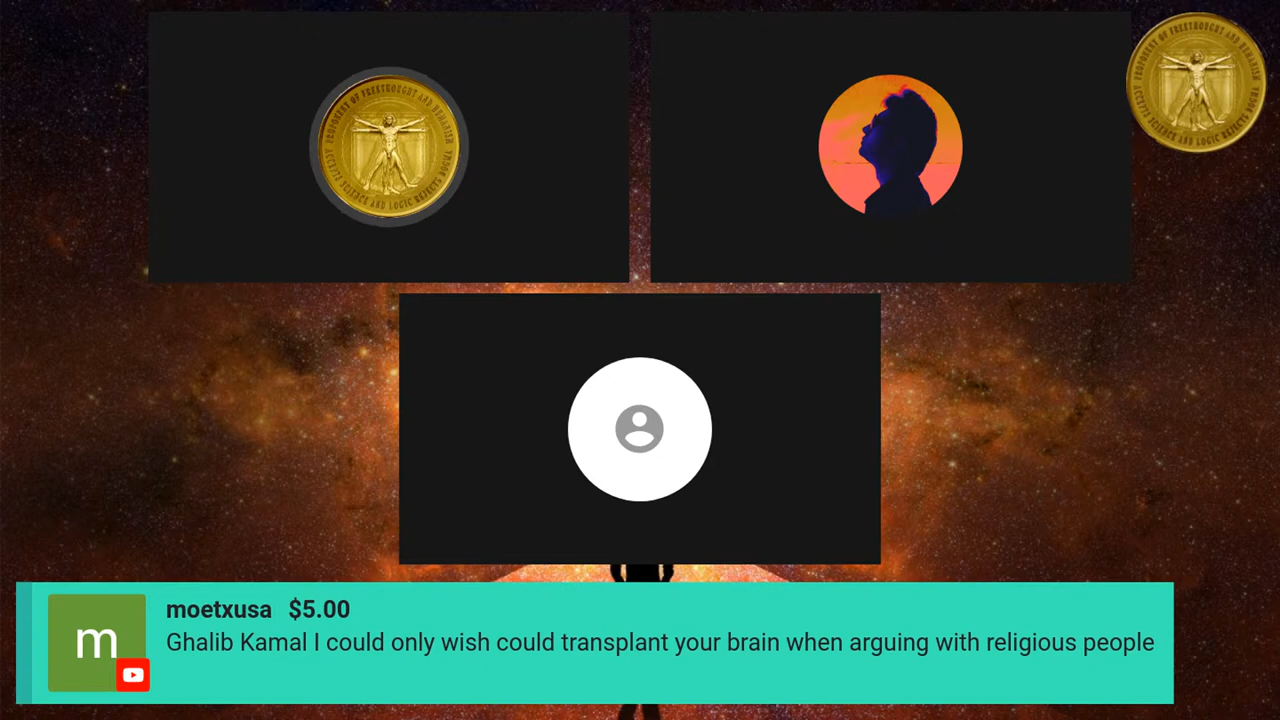 moetxusa $5.00
m
Ghalib Kamal I could only wish could transplant your brain when arguing with religious people